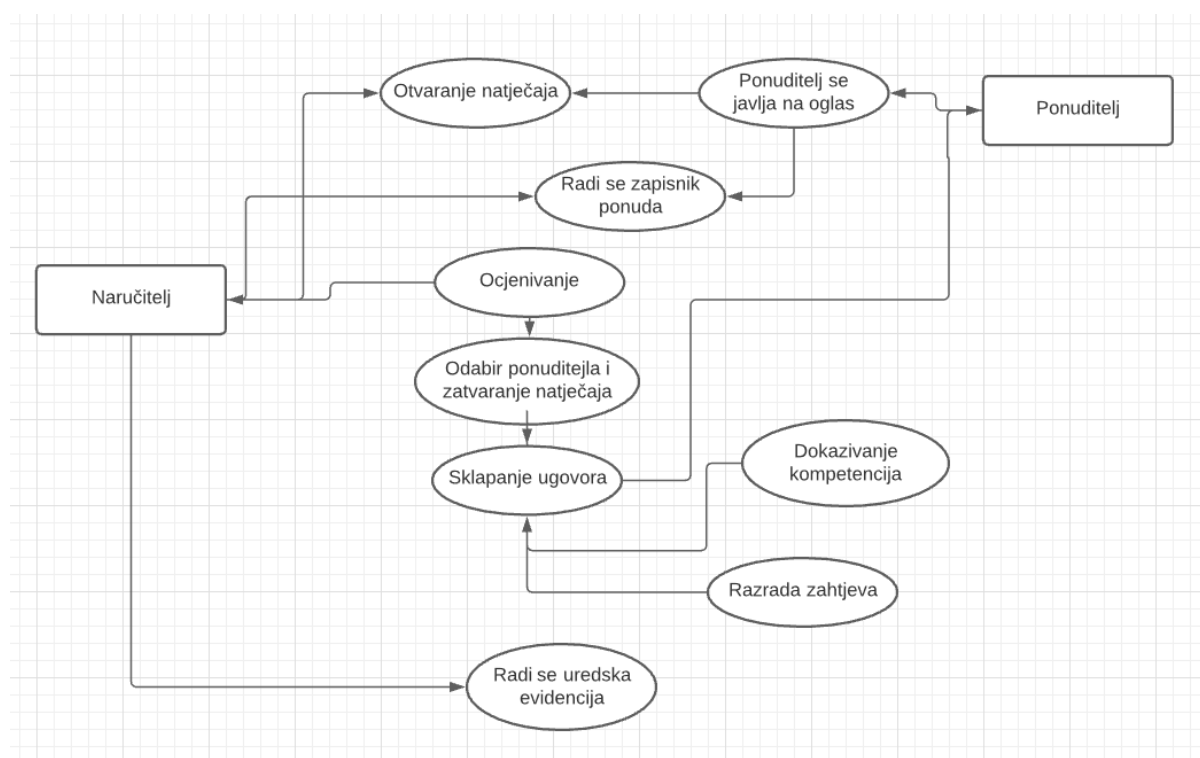 Otvaranje natječaja
Ponuditelj se
javlja na oglas
Ponuditelj
Radi se zapisnik
ponuda
Naručitelj
Ocjenivanje
Odabir ponuditejla i
zatvaranje natječaja
Sklapanje ugovora
Dokazivanje
kompetencija
Razrada zahtjeva
Radi se uredska
evidencija